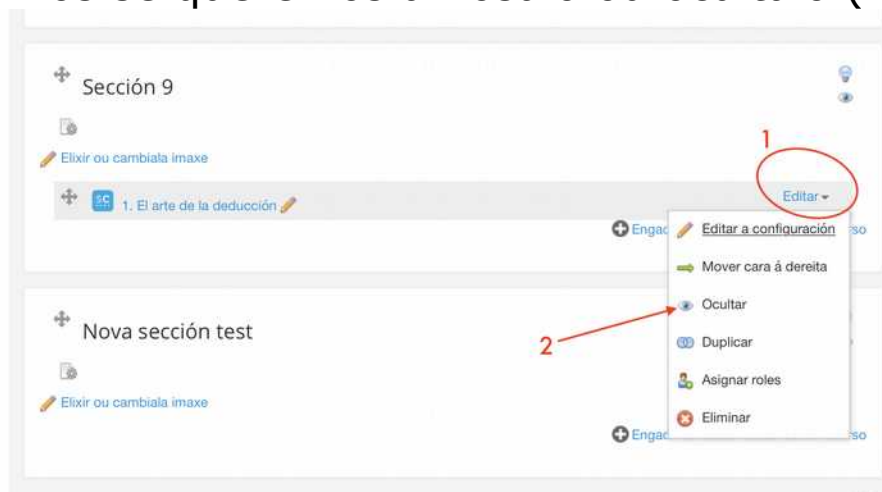 Sección 9
Elixir ou cambiala imaxe
1
SC 1. El arte de la deducción
Editar
Editar a configuración
Mover cara á dereita
2
Ocultar
Duplicar
Asignar roles
Eliminar
Nova sección test
Elixir ou cambiala imaxe